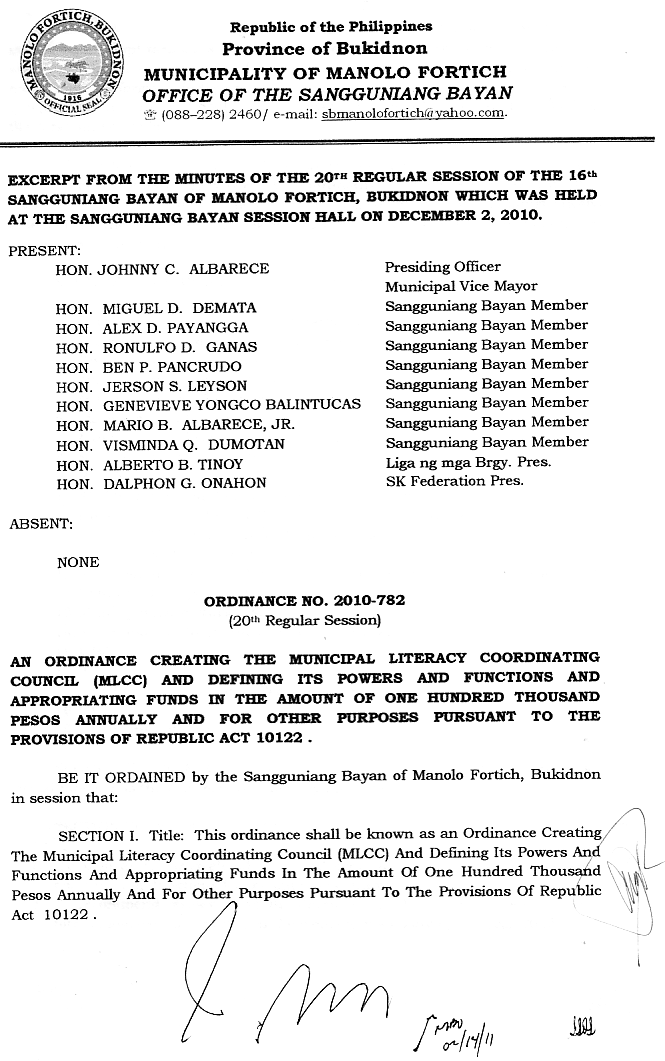 MANOLO FORTICH, BUKIDNON
1916
OFFICIAL SEAL
Republic of the Philippines
Province of Bukidnon
MUNICIPALITY OF MANOLO FORTICH
OFFICE OF THE SANGGUNIANG BAYAN
☏ (088–228) 2460/ e-mail: sbmanolofortich@yahoo.com.
EXCERPT FROM THE MINUTES OF THE 20TH REGULAR SESSION OF THE 16th
SANGGUNIANG BAYAN OF MANOLO FORTICH, BUKIDNON WHICH WAS HELD
AT THE SANGGUNIANG BAYAN SESSION HALL ON DECEMBER 2, 2010.
PRESENT:
HON. JOHNNY C. ALBARECE Presiding Officer
Municipal Vice Mayor
HON. MIGUEL D. DEMATA Sangguniang Bayan Member
HON. ALEX D. PAYANGGA Sangguniang Bayan Member
HON. RONULFO D. GANAS Sangguniang Bayan Member
HON. BEN P. PANCRUDO Sangguniang Bayan Member
HON. JERSON S. LEYSON Sangguniang Bayan Member
HON. GENEVIEVE YONGCO BALINTUCAS Sangguniang Bayan Member
HON. MARIO B. ALBARECE, JR. Sangguniang Bayan Member
HON. VISMINDA Q. DUMOTAN Sangguniang Bayan Member
HON. ALBERTO B. TINOY Liga ng mga Brgy. Pres.
HON. DALPHON G. ONAHON SK Federation Pres.
ABSENT:
NONE
ORDINANCE NO. 2010-782
(20th Regular Session)
AN ORDINANCE CREATING THE MUNICIPAL LITERACY COORDINATING
COUNCIL (MLCC) AND DEFINING ITS POWERS AND FUNCTIONS AND
APPROPRIATING FUNDS IN THE AMOUNT OF ONE HUNDRED THOUSAND
PESOS ANNUALLY AND FOR OTHER PURPOSES PURSUANT TO THE
PROVISIONS OF REPUBLIC ACT 10122 .
BE IT ORDAINED by the Sangguniang Bayan of Manolo Fortich, Bukidnon
in session that:
SECTION I. Title: This ordinance shall be known as an Ordinance Creating
The Municipal Literacy Coordinating Council (MLCC) And Defining Its Powers And
Functions And Appropriating Funds In The Amount Of One Hundred Thousand
Pesos Annually And For Other Purposes Pursuant To The Provisions Of Republic
Act 10122 .
02/14/11